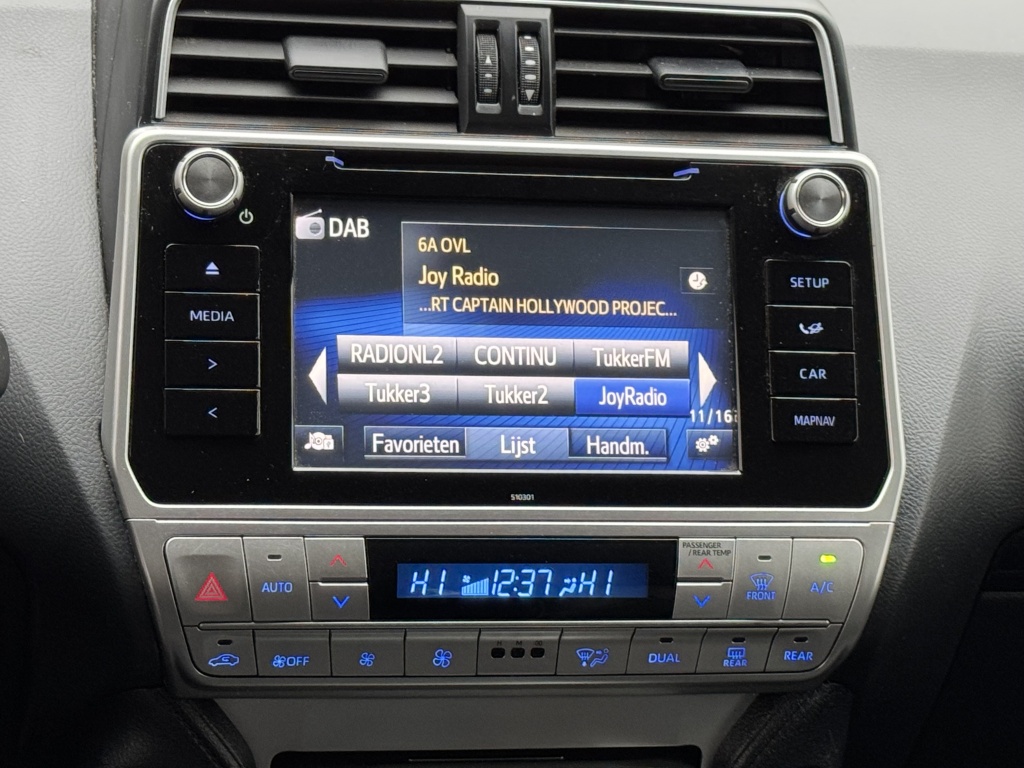 DAB
6A OVL
Joy Radio
...RT CAPTAIN HOLLYWOOD PROJEC...
RADIONL2 CONTINU TukkerFM
Tukker3 Tukker2 JoyRadio
11/16
Favorieten Lijst Handm.
MEDIA
>
<
SETUP
CAR
MAPNAV
510301
PASSENGER
/ REAR TEMP
AUTO
HI 12:37 HI
FRONT
A/C
OFF
DUAL
REAR
REAR